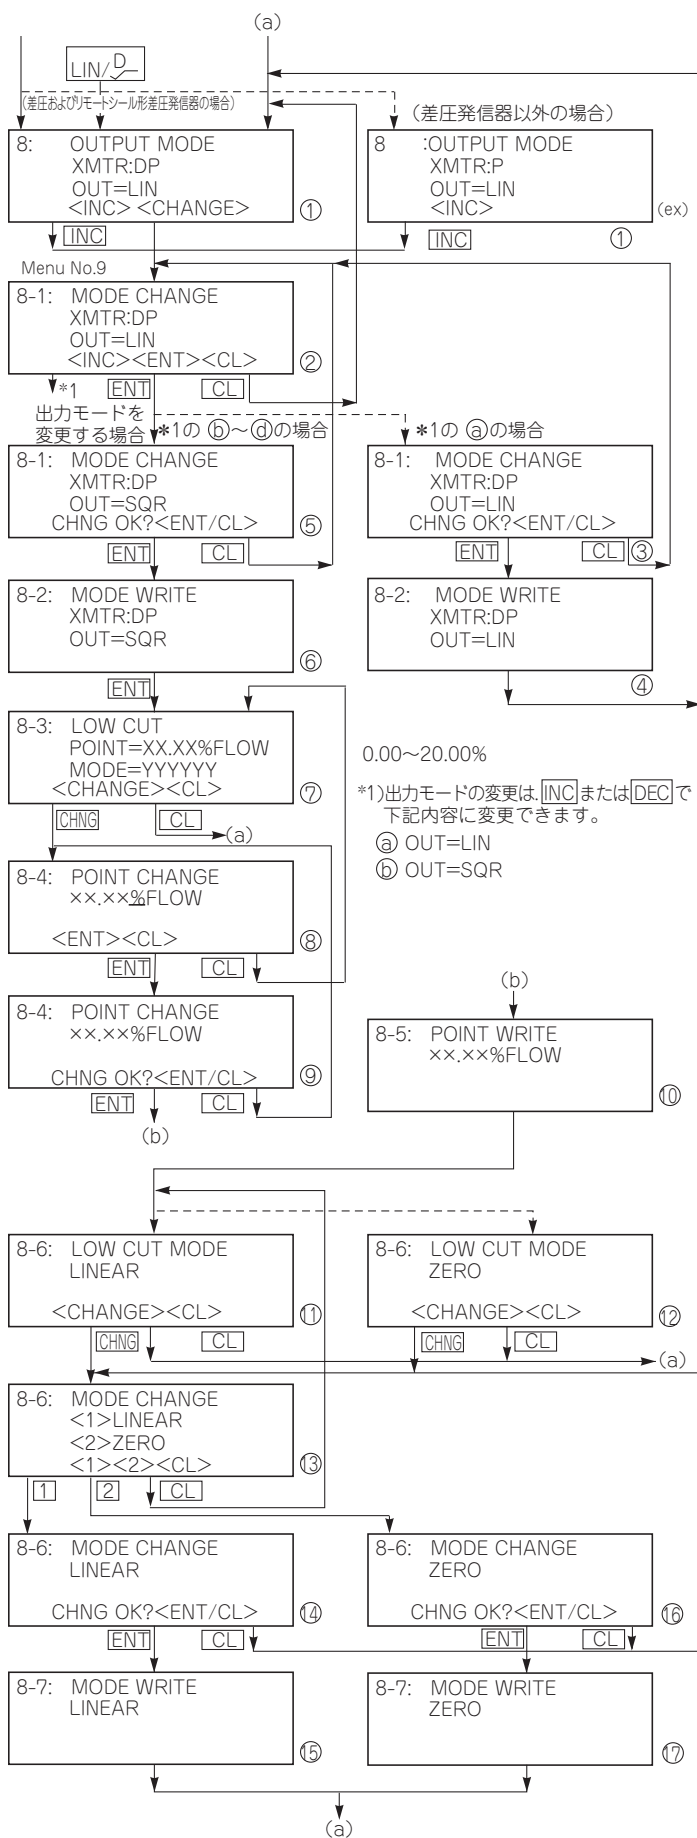 (a)
LIN/D
(差圧およびリモートシール形差圧発信器の場合)
8: OUTPUT MODE
XMTR:DP
OUT=LIN
<INC> <CHANGE>
①
(差圧発信器以外の場合)
8 :OUTPUT MODE
XMTR:P
OUT=LIN
<INC>
①
(ex)
INC
INC
Menu No.9
8-1: MODE CHANGE
XMTR:DP
OUT=LIN
<INC><ENT><CL>
②
*1
ENT
CL
出力モードを
変更する場合
*1の ⓑ~ⓓの場合
8-1: MODE CHANGE
XMTR:DP
OUT=SQR
CHNG OK?<ENT/CL>
⑤
*1の ⓐの場合
8-1: MODE CHANGE
XMTR:DP
OUT=LIN
CHNG OK?<ENT/CL>
ENT
CL
ENT
CL
③
8-2: MODE WRITE
XMTR:DP
OUT=SQR
⑥
8-2: MODE WRITE
XMTR:DP
OUT=LIN
④
ENT
8-3: LOW CUT
POINT=XX.XX%FLOW
MODE=YYYYYY
<CHANGE><CL>
⑦
0.00~20.00%
*1)出力モードの変更は.INCまたはDECで
下記内容に変更できます。
ⓐ OUT=LIN
ⓑ OUT=SQR
CHNG
CL
(a)
8-4: POINT CHANGE
××.××%FLOW
<ENT><CL>
⑧
ENT
CL
8-4: POINT CHANGE
××.××%FLOW
CHNG OK?<ENT/CL>
⑨
ENT
CL
(b)
(b)
8-5: POINT WRITE
××.××%FLOW
⑩
8-6: LOW CUT MODE
LINEAR
<CHANGE><CL>
⑪
8-6: LOW CUT MODE
ZERO
<CHANGE><CL>
⑫
CHNG
CL
CHNG
CL
(a)
8-6: MODE CHANGE
<1>LINEAR
<2>ZERO
<1><2><CL>
⑬
1
2
CL
8-6: MODE CHANGE
LINEAR
CHNG OK?<ENT/CL>
⑭
8-6: MODE CHANGE
ZERO
CHNG OK?<ENT/CL>
⑯
ENT
CL
ENT
CL
8-7: MODE WRITE
LINEAR
⑮
8-7: MODE WRITE
ZERO
⑰
(a)